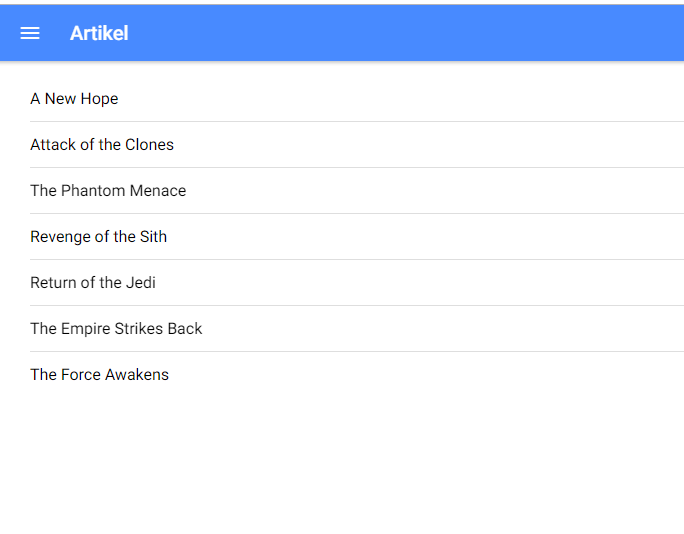 Artikel
A New Hope
Attack of the Clones
The Phantom Menace
Revenge of the Sith
Return of the Jedi
The Empire Strikes Back
The Force Awakens